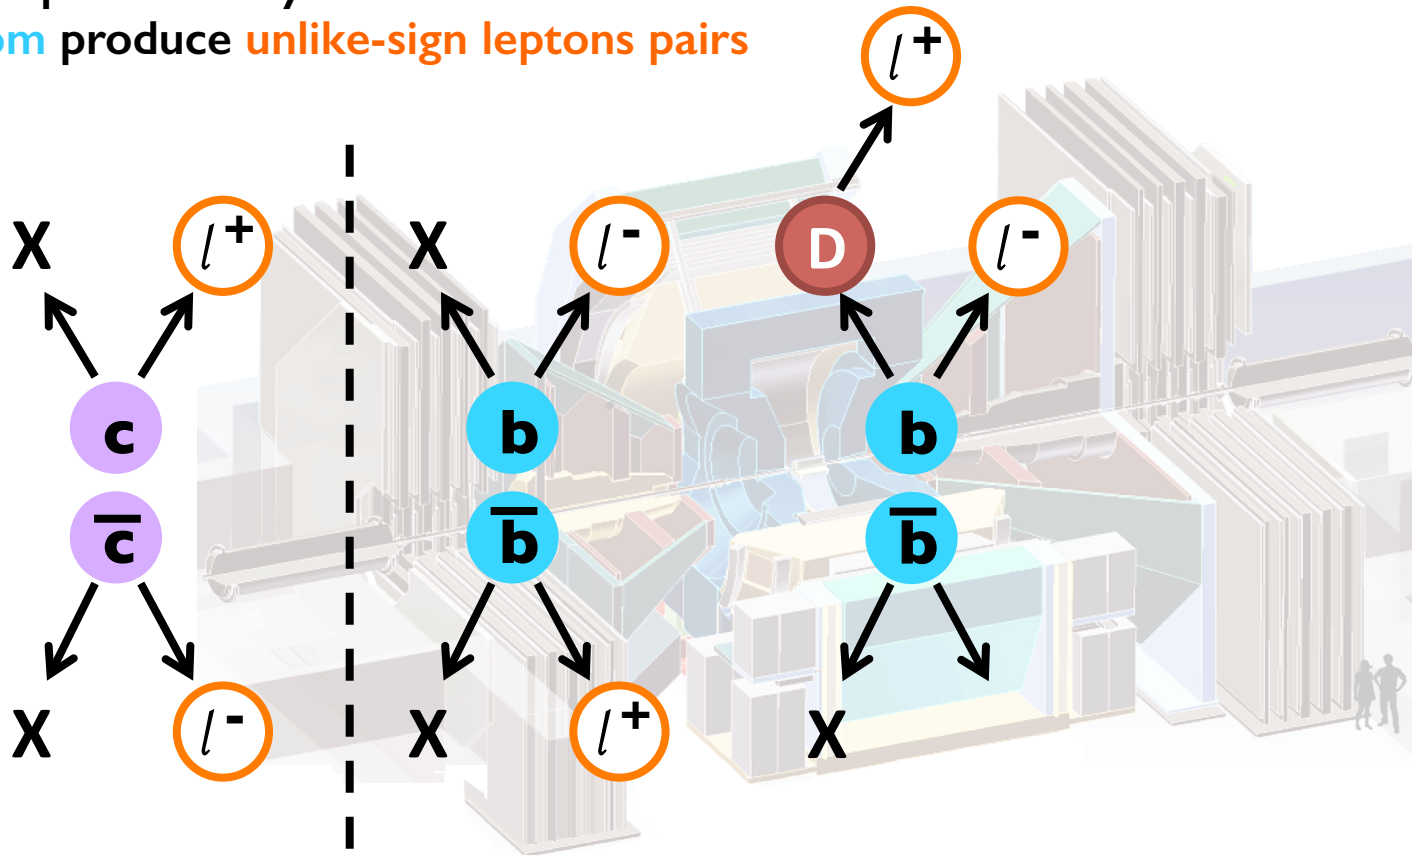 om produce unlike-sign leptons pairs
l+
X l+ X l- D l-
c b b
c̅ b̅ b̅
X l- X l+ X